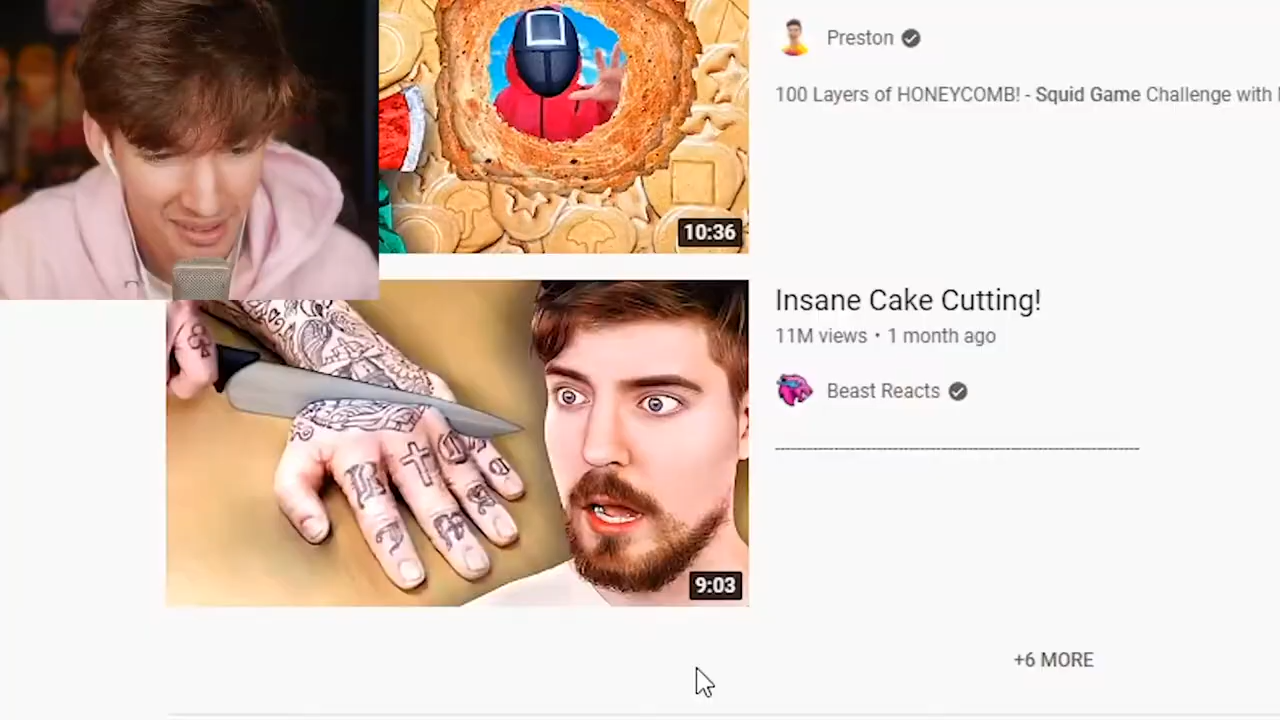 Preston
100 Layers of HONEYCOMB! - Squid Game Challenge with
10:36
Insane Cake Cutting!
11M views • 1 month ago
Beast Reacts
9:03
+6 MORE